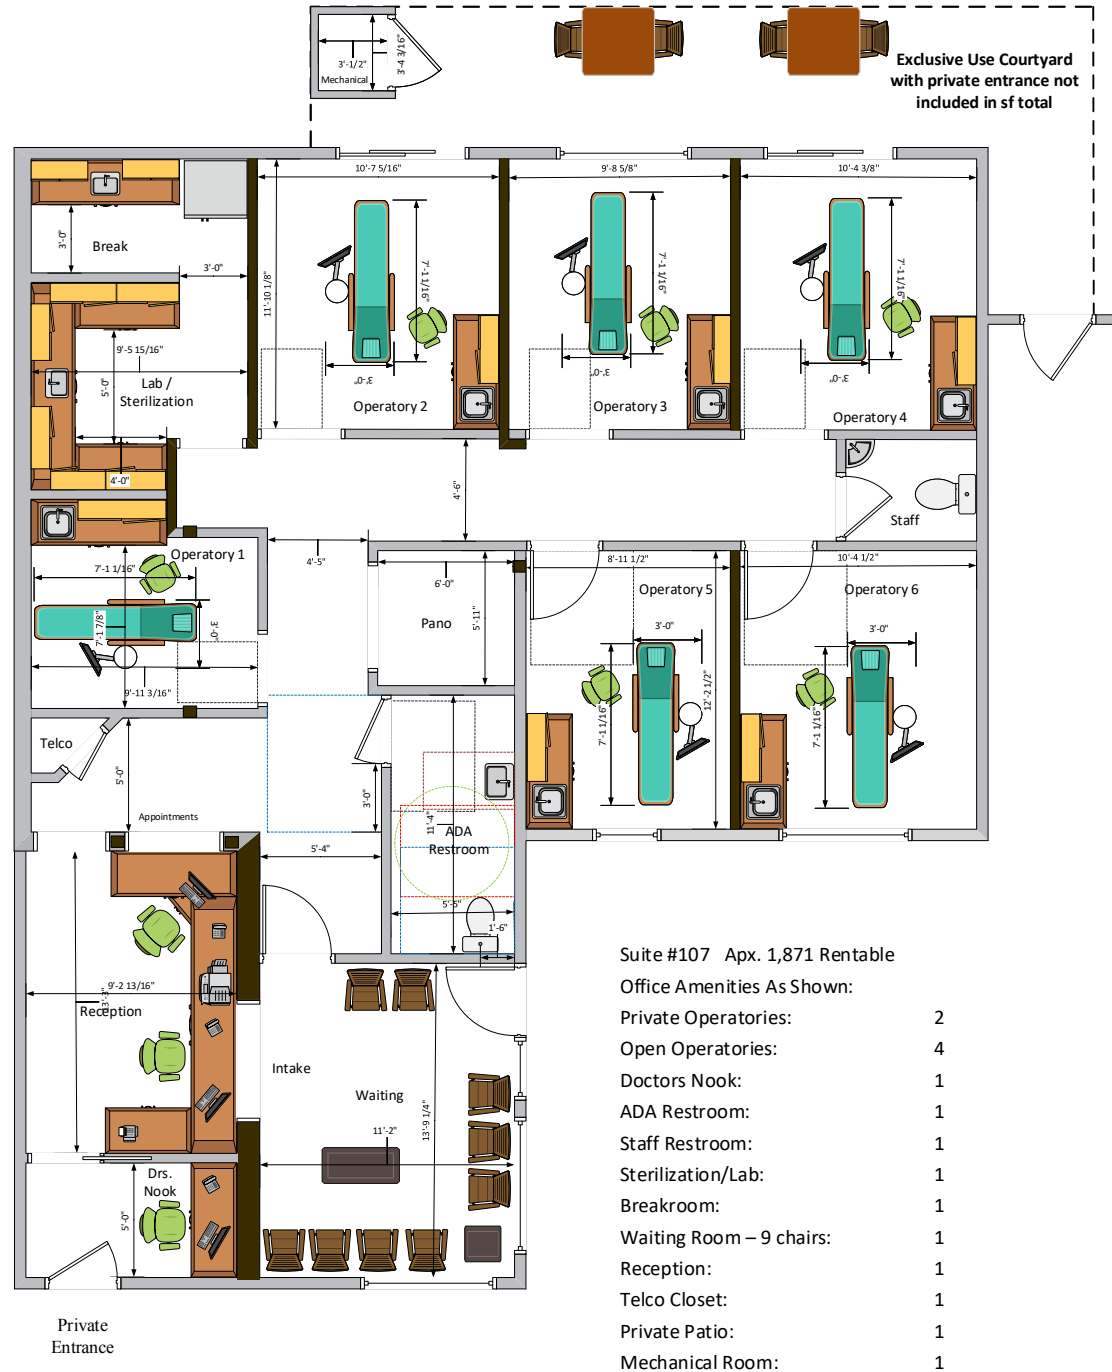 3'-1/2"
3'-4 3/16"
Mechanical
Exclusive Use Courtyard
with private entrance not
included in sf total
10'-7 5/16"
9'-8 5/8"
10'-4 3/8"
3'-0"
Break
3'-0"
11'-10 1/8"
7'-1 1/16"
7'-1 1/16"
7'-1 1/16"
9'-5 15/16"
5'-0"
Lab /
Sterilization
3'-0"
3'-0"
3'-0"
Operatory 2
Operatory 3
Operatory 4
4'-0"
4'-6"
Staff
Operatory 1
4'-5"
7'-1 1/16"
3'-0"
7'-1 7/8"
9'-11 3/16"
6'-0"
5'-11"
Pano
8'-11 1/2"
10'-4 1/2"
Operatory 5
Operatory 6
3'-0"
3'-0"
12'-2 1/2"
7'-1 1/16"
7'-1 1/16"
Telco
5'-0"
Appointments
3'-0"
5'-4"
11'-4"
ADA
Restroom
5'-5"
1'-6"
9'-2 13/16"
13'-3"
Reception
Intake
Waiting
13'-9 1/4"
11'-2"
Drs.
Nook
5'-0"
Private
Entrance
Suite #107 Apx. 1,871 Rentable
Office Amenities As Shown:
Private Operatories: 2
Open Operatories: 4
Doctors Nook: 1
ADA Restroom: 1
Staff Restroom: 1
Sterilization/Lab: 1
Breakroom: 1
Waiting Room – 9 chairs: 1
Reception: 1
Telco Closet: 1
Private Patio: 1
Mechanical Room: 1